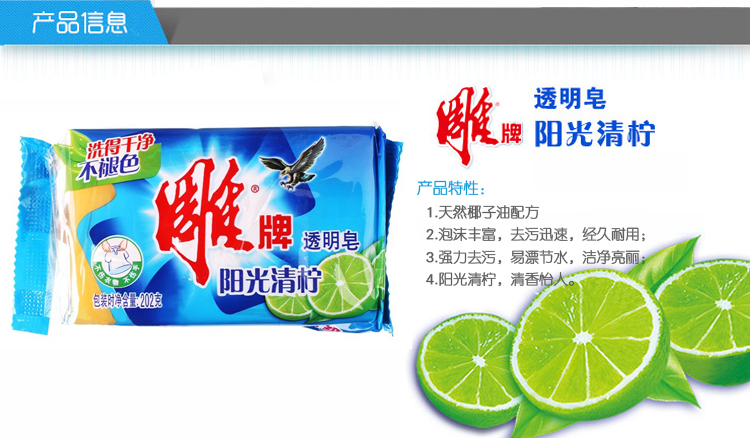 产品信息
洗得干净
不褪色
雕®牌
透明皂
阳光清柠
包装时净含量:202克
雕牌
透明皂
阳光清柠
产品特性：
1.天然椰子油配方
2.泡沫丰富，去污迅速，经久耐用；
3.强力去污，易漂节水，洁净亮丽；
4.阳光清柠，清香怡人。